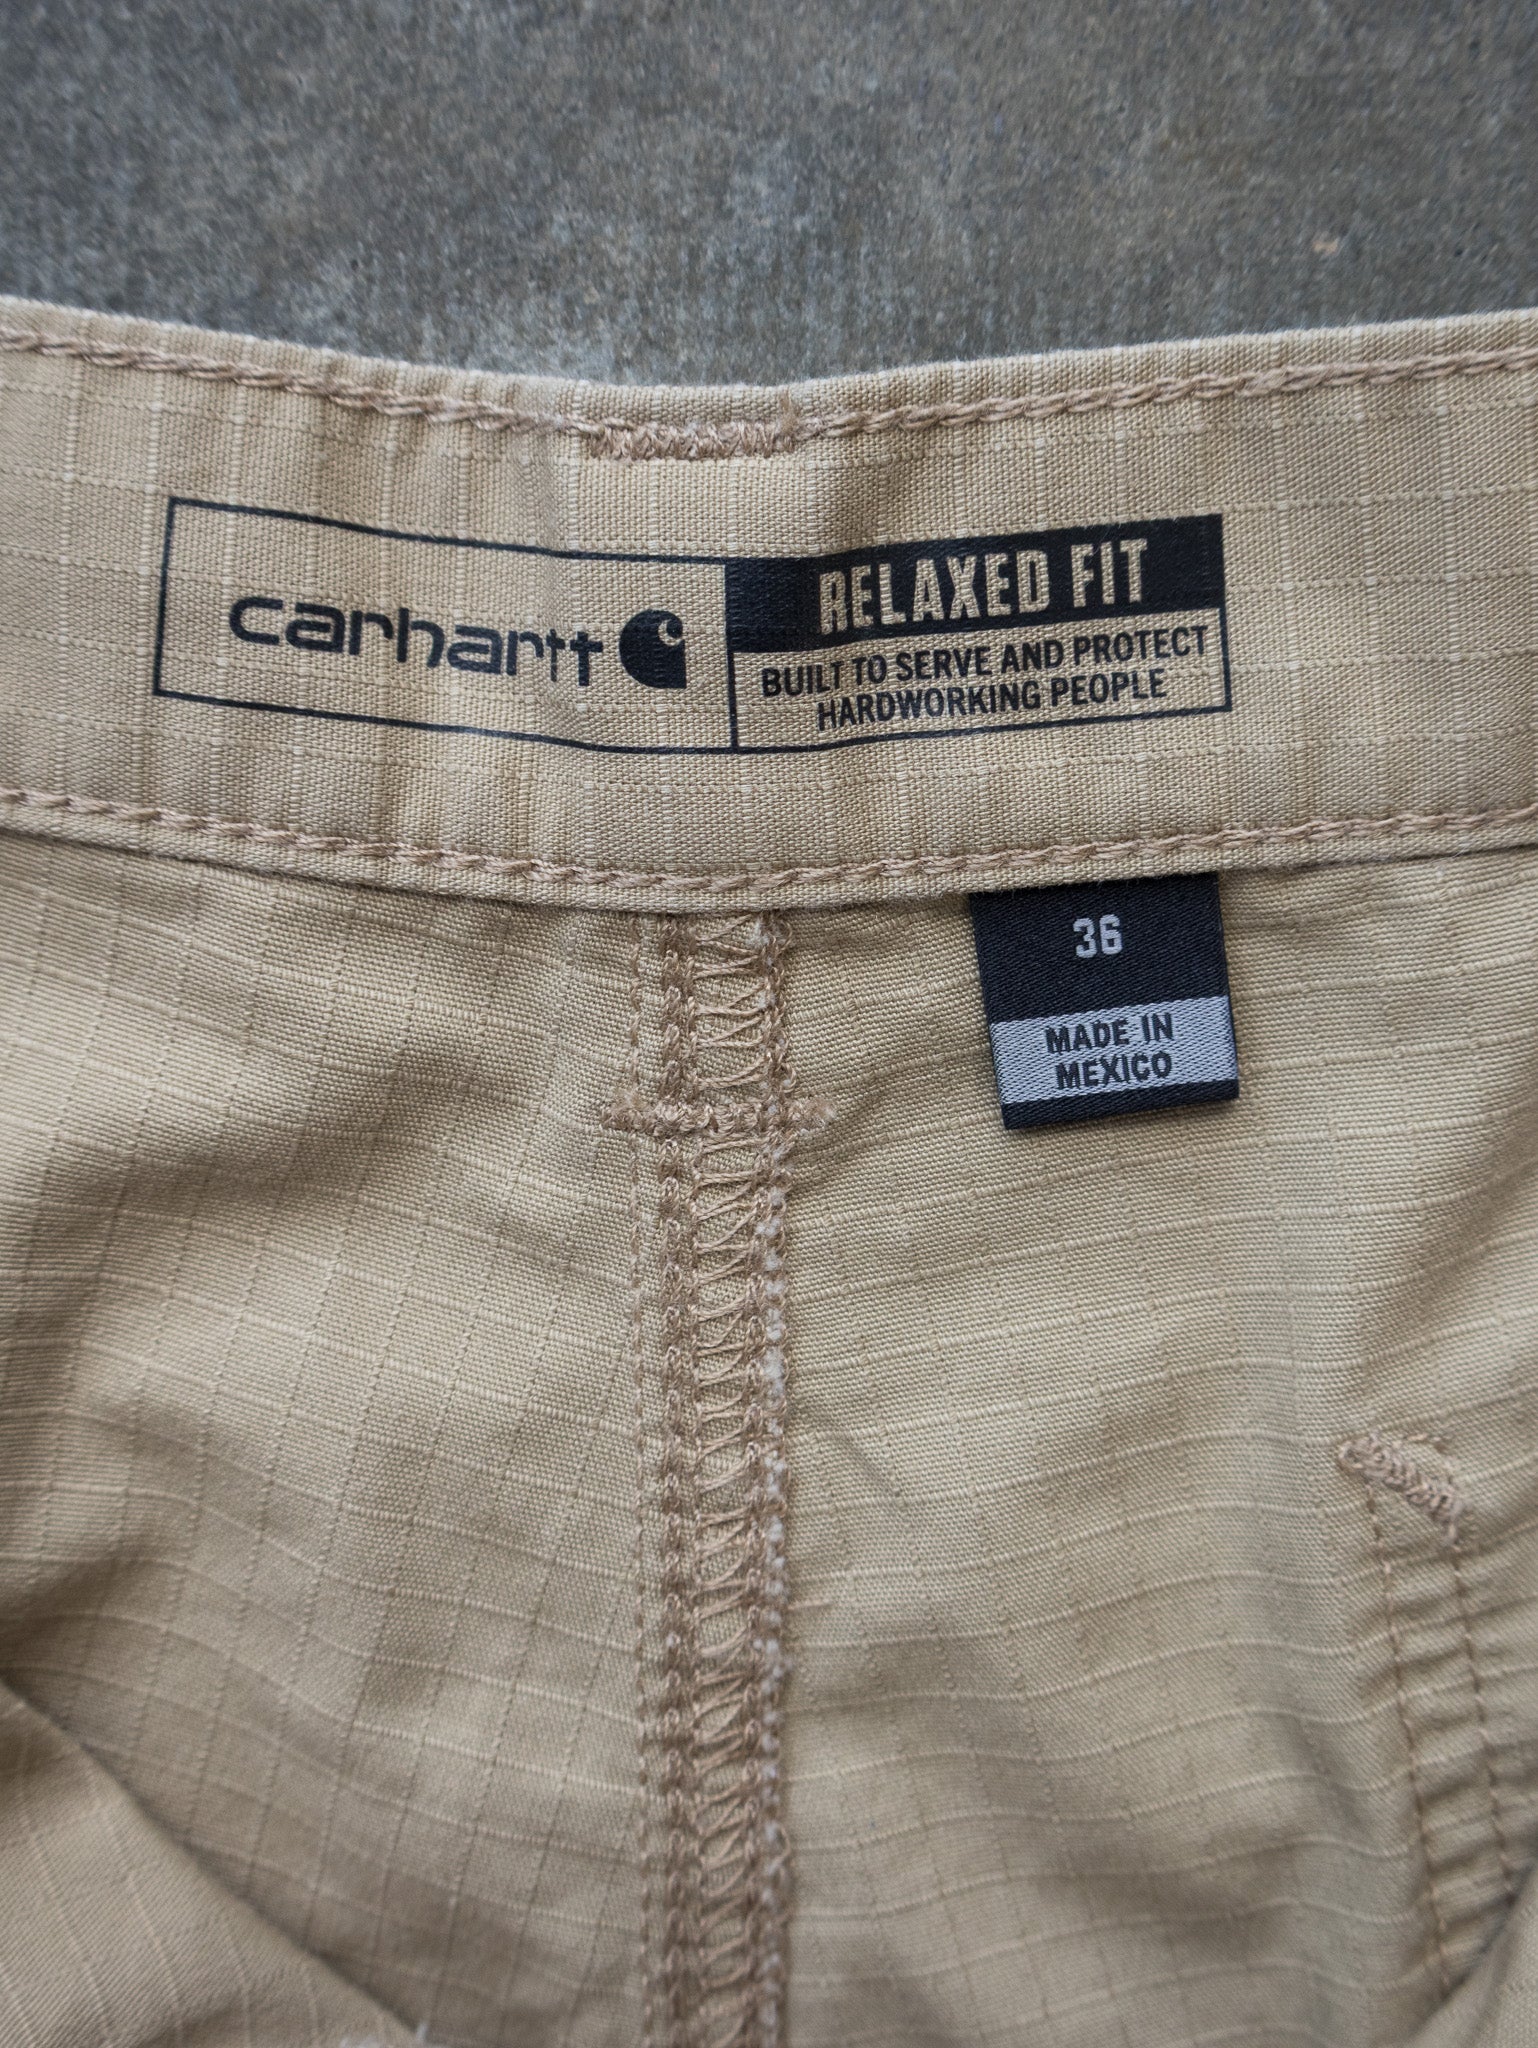 carhartt
RELAXED FIT
BUILT TO SERVE AND PROTECT
HARDWORKING PEOPLE
36
MADE IN
MEXICO